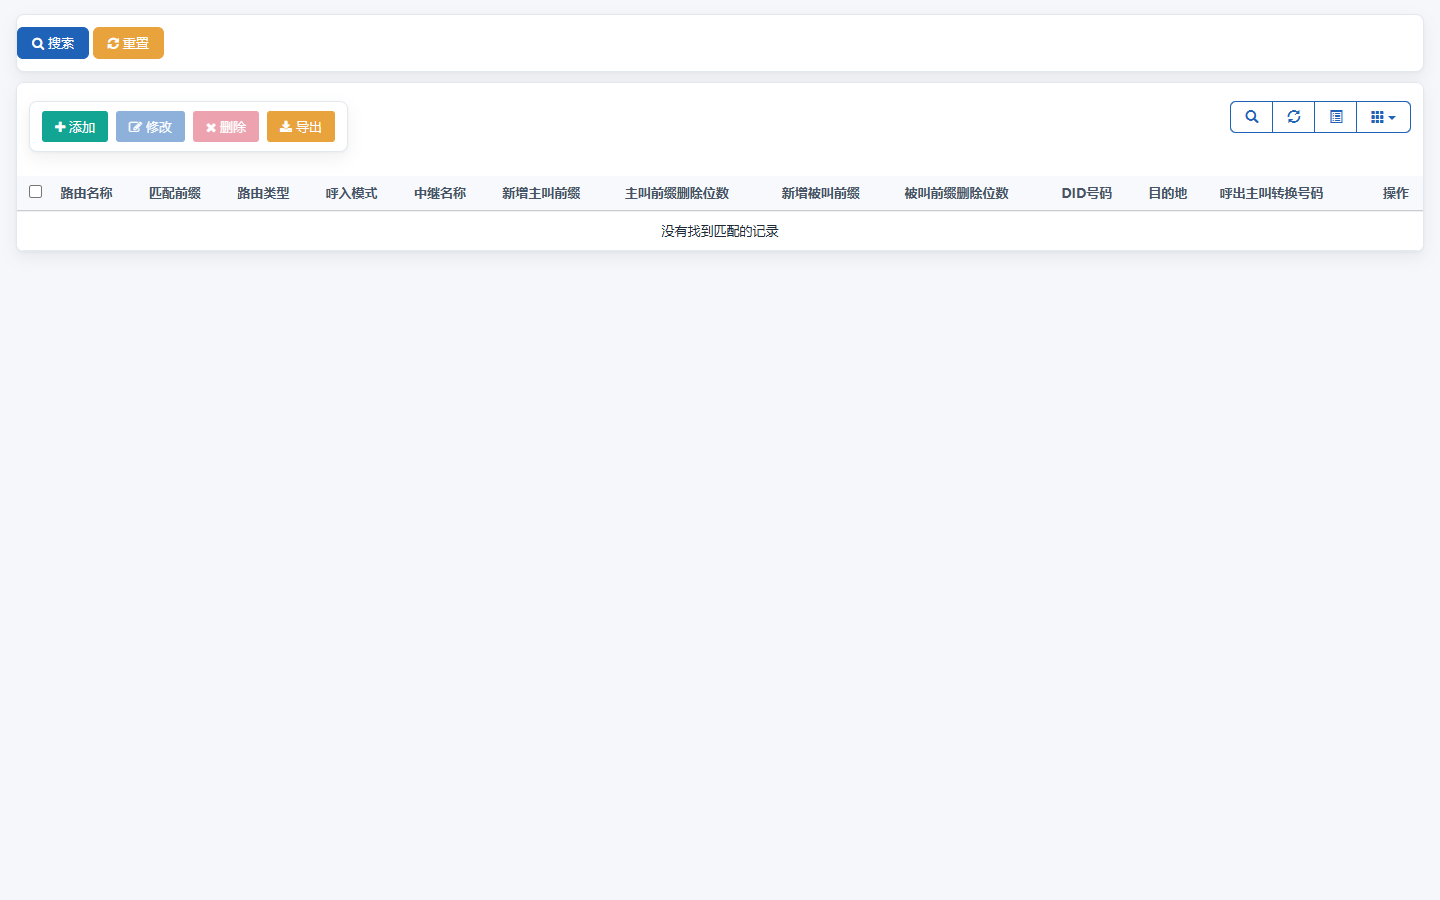 搜索 重置
添加 修改 删除 导出
路由名称 匹配前缀 路由类型 呼入模式 中继名称 新增主叫前缀 主叫前缀删除位数 新增被叫前缀 被叫前缀删除位数 DID号码 目的地 呼出主叫转换号码 操作
没有找到匹配的记录